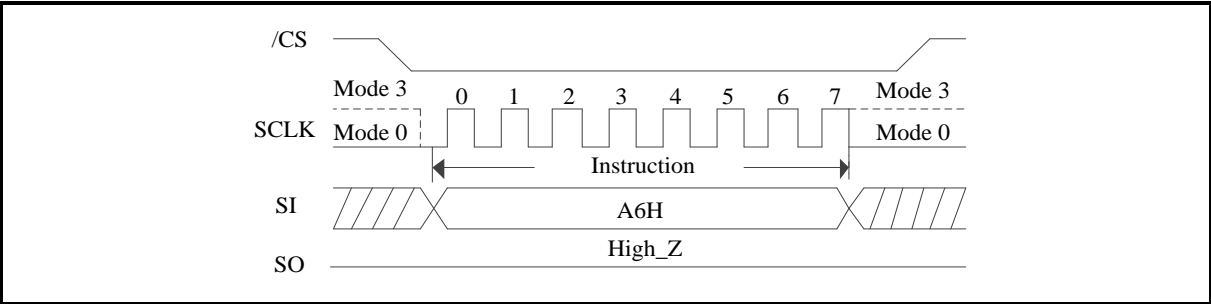 /CS
Mode 3 0 1 2 3 4 5 6 7 Mode 3
SCLK Mode 0 Mode 0
Instruction
SI A6H
High_Z
SO